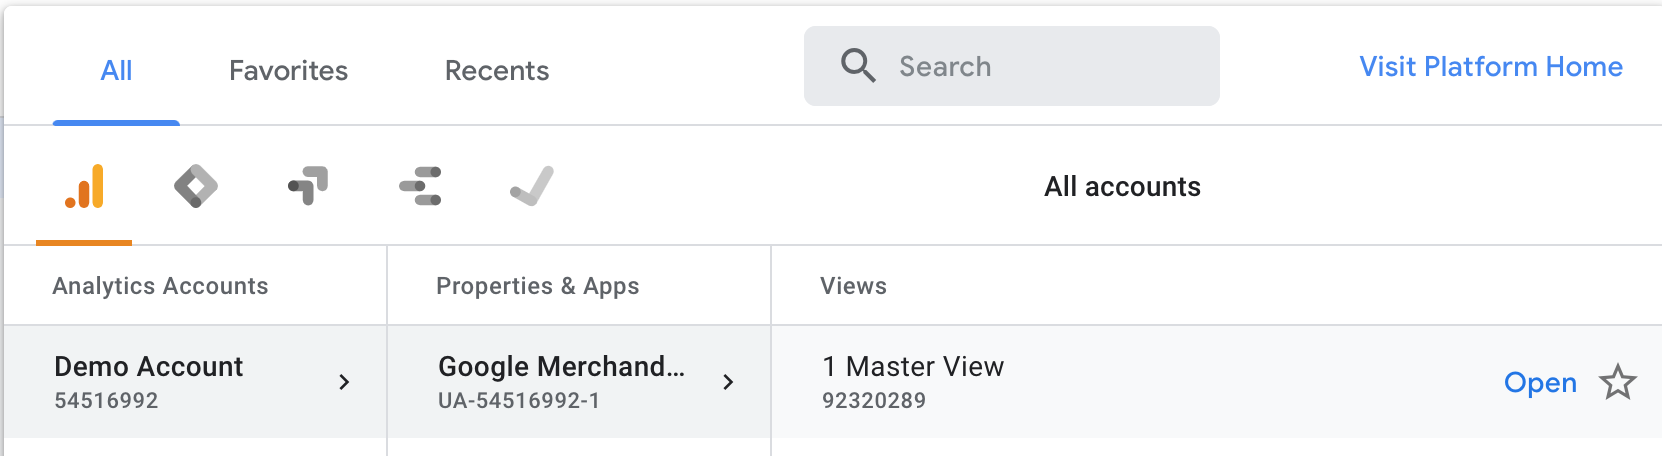 All Favorites Recents Search Visit Platform Home
All accounts
Analytics Accounts Properties & Apps Views
Demo Account Google Merchand... 1 Master View
54516992 UA-54516992-1 92320289
Open